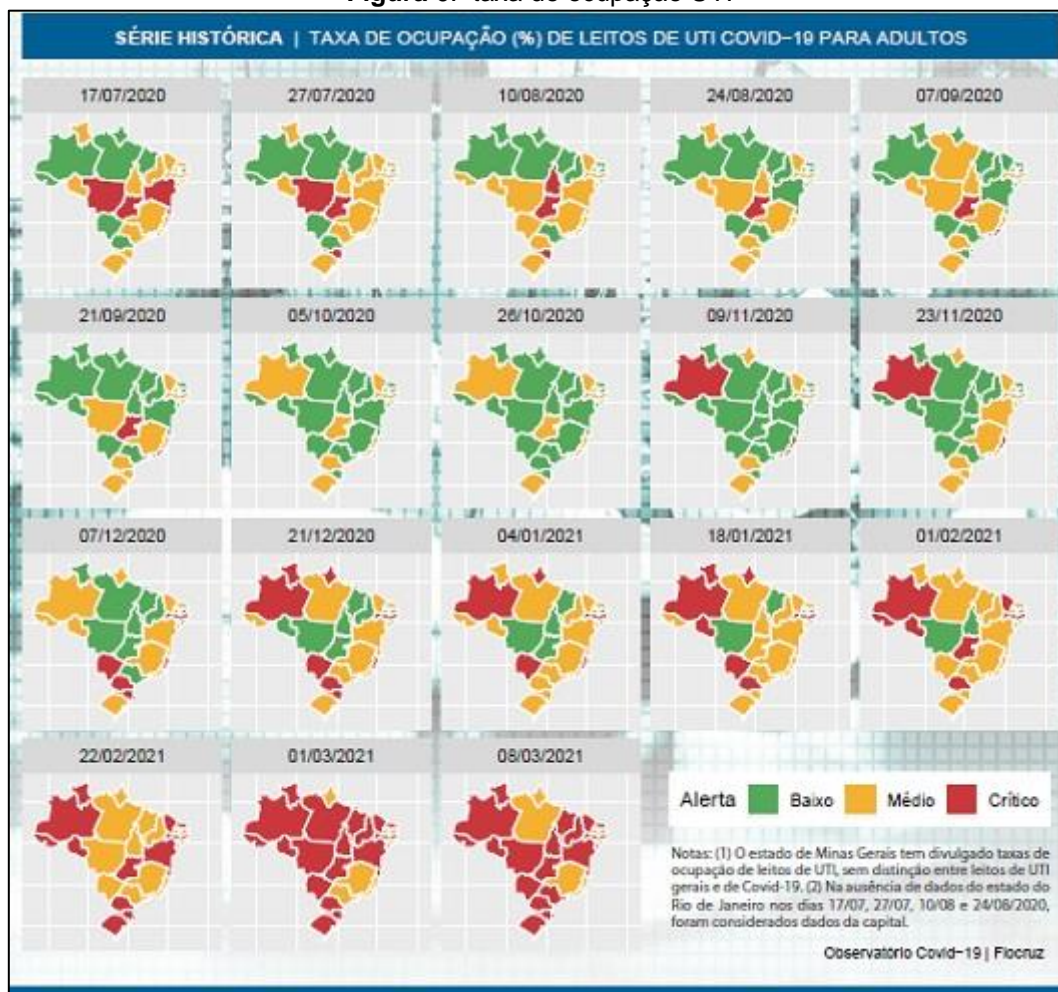 SÉRIE HISTÓRICA | TAXA DE OCUPAÇÃO (%) DE LEITOS DE UTI COVID–19 PARA ADULTOS
17/07/2020 27/07/2020 10/08/2020 24/08/2020 07/09/2020
21/09/2020 05/10/2020 26/10/2020 09/11/2020 23/11/2020
07/12/2020 21/12/2020 04/01/2021 18/01/2021 01/02/2021
22/02/2021 01/03/2021 08/03/2021
Alerta Baixo Médio Crítico
Notas: (1) O estado de Minas Gerais tem divulgado taxas de
ocupação de leitos de UTI, sem distinção entre leitos de UTI
gerais e de Covid-19. (2) Na ausência de dados do estado do
Rio de Janeiro nos dias 17/07, 27/07, 10/08 e 24/08/2020,
foram considerados dados da capital.
Observatório Covid–19 | Fiocruz